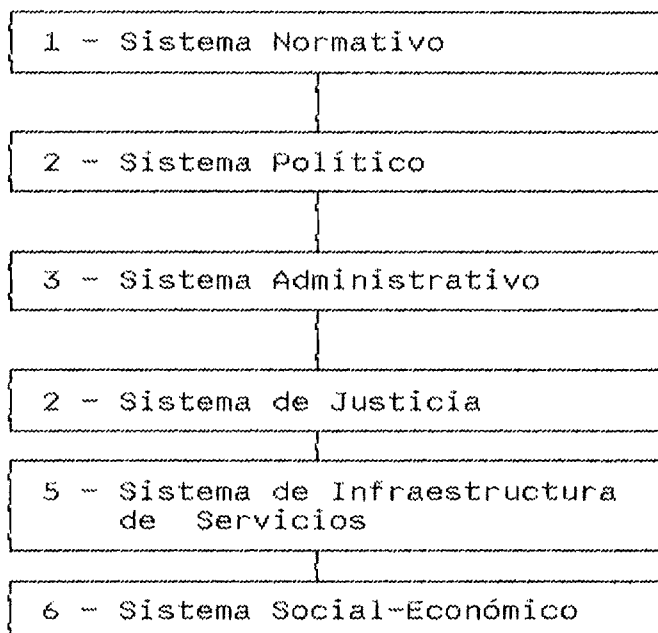 1 - Sistema Normativo
2 - Sistema Político
3 - Sistema Administrativo
2 - Sistema de Justicia
5 - Sistema de Infraestructura
de Servicios
6 - Sistema Social-Económico